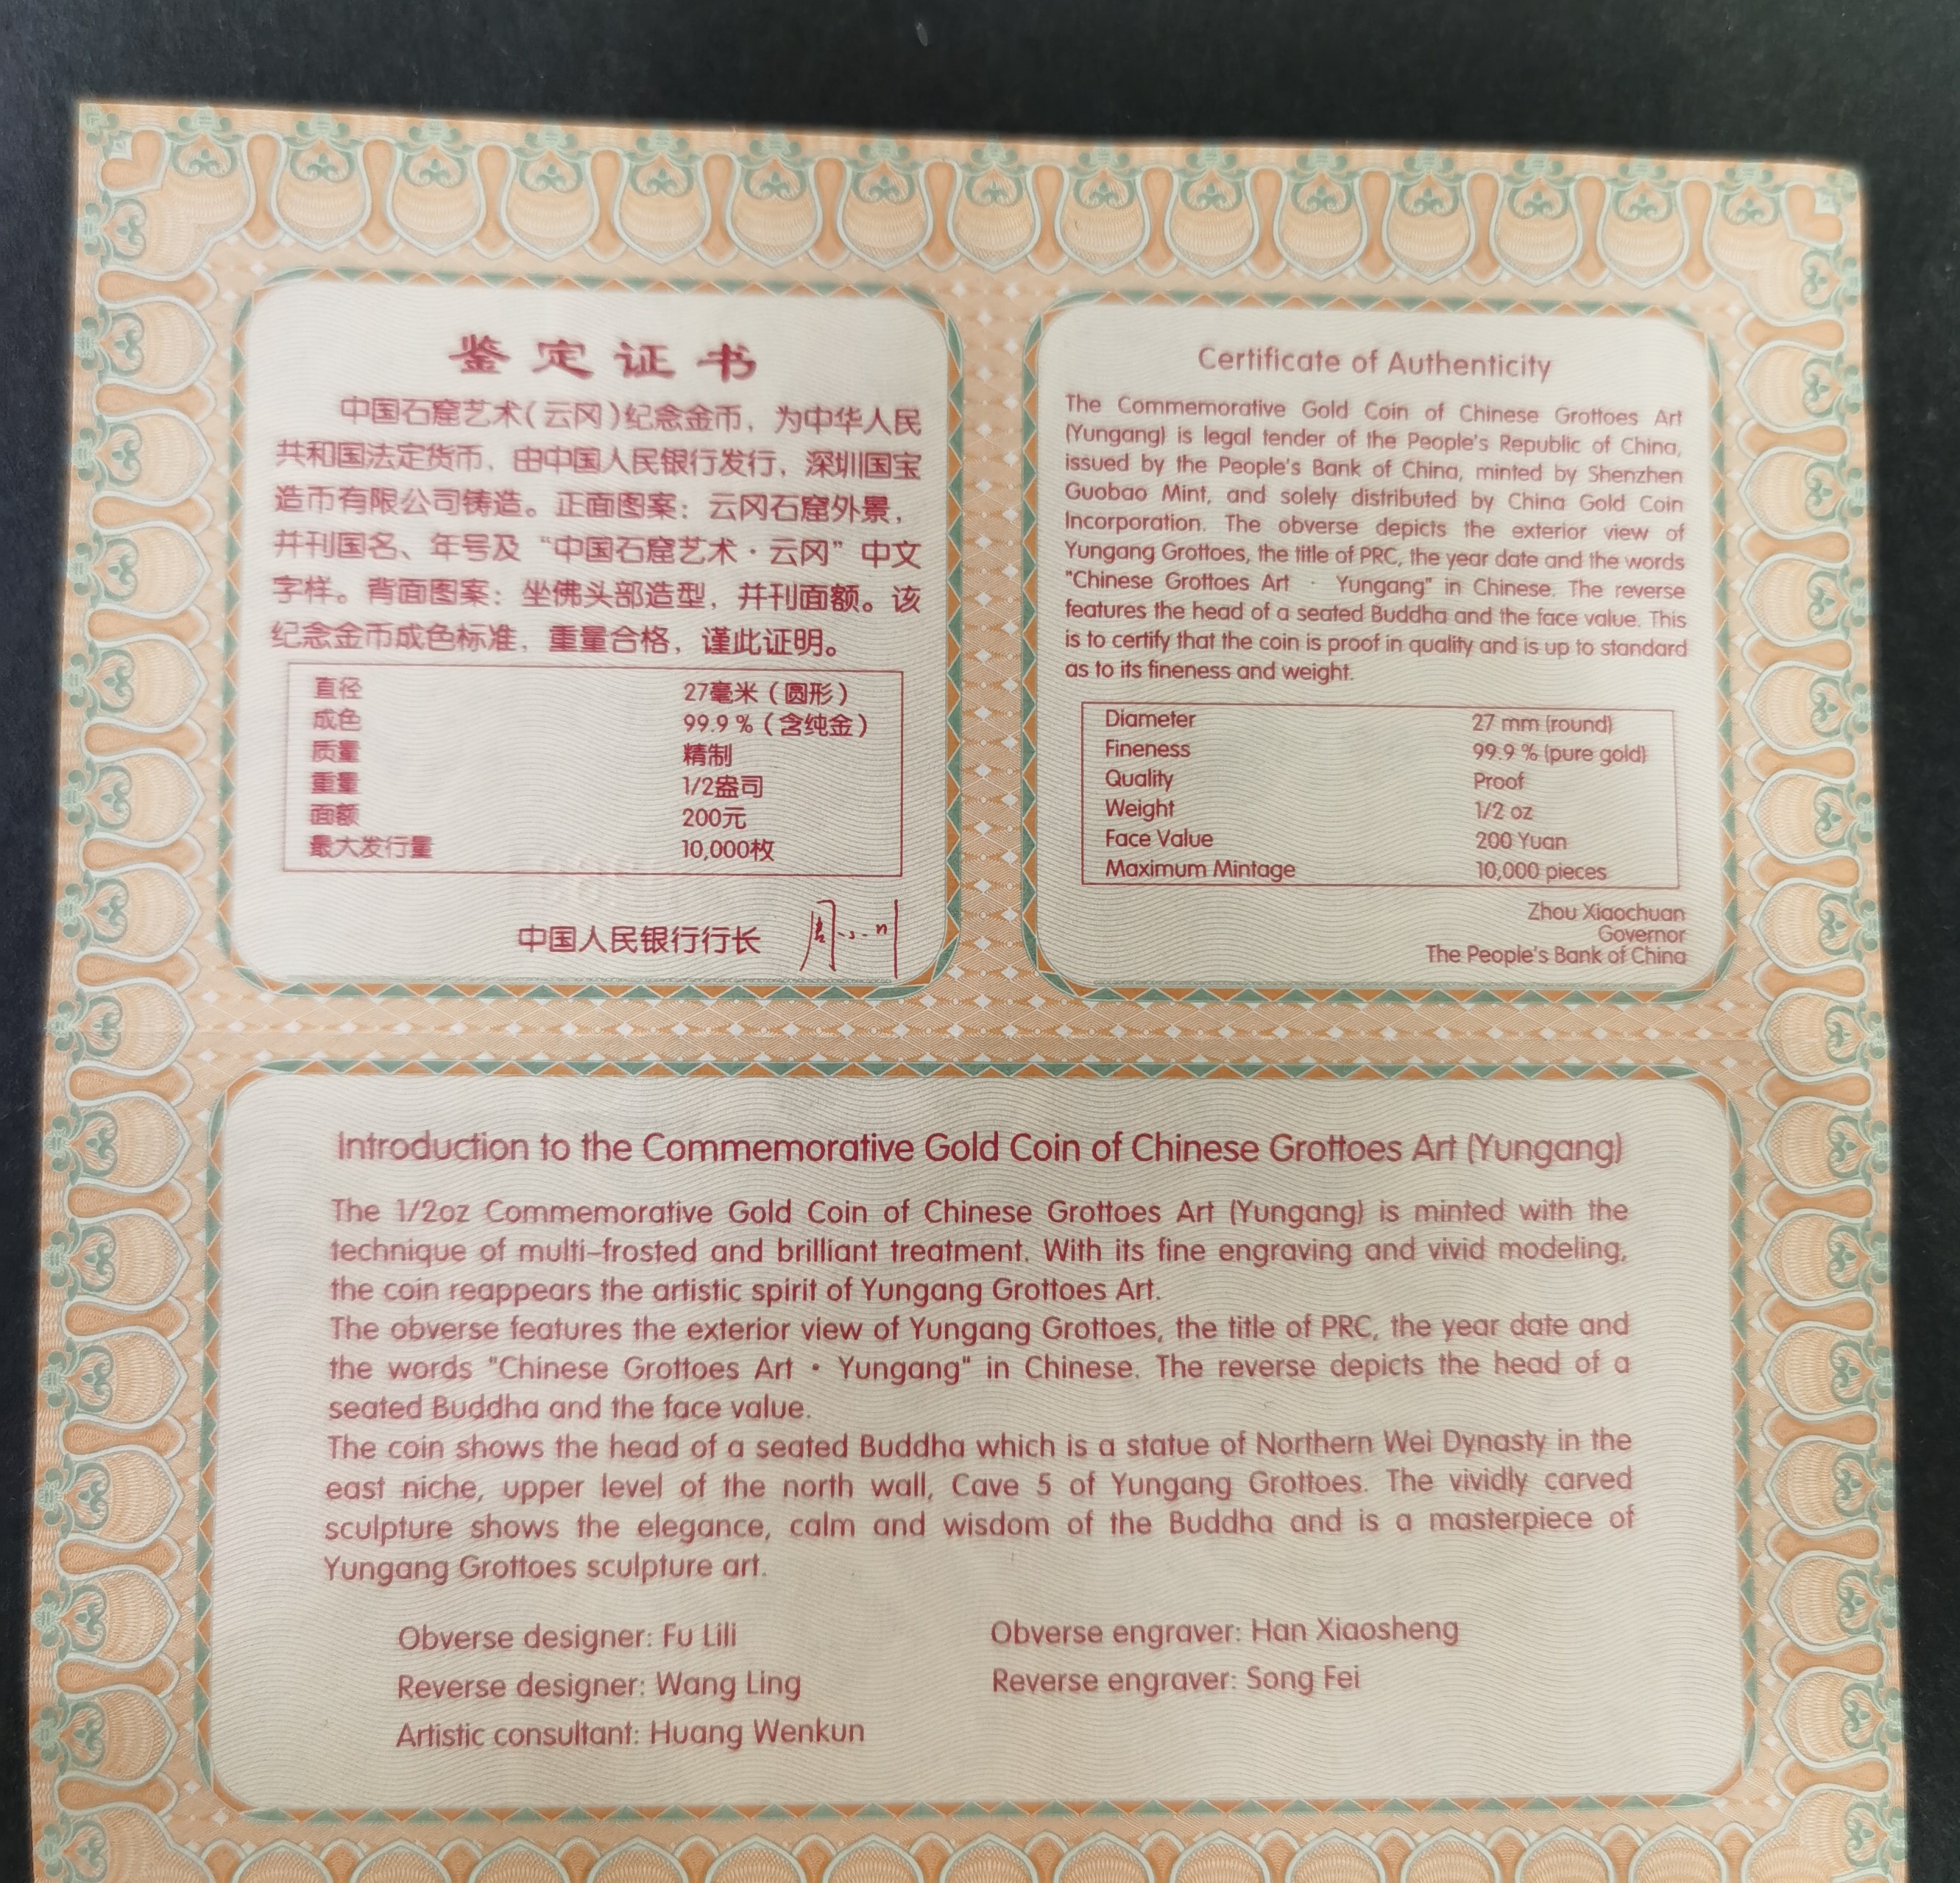 鉴定证书
中国石窟艺术(云冈)纪念金币，为中华人民
共和国法定货币，由中国人民银行发行，深圳国宝
造币有限公司铸造。正面图案：云冈石窟外景，
并刊国名、年号及“中国石窟艺术·云冈”中文
字样。背面图案：坐佛头部造型，并刊面额。该
纪念金币成色标准，重量合格，谨此证明。
直径 27毫米（圆形）
成色 99.9％（含纯金）
质量 精制
重量 1/2盎司
面额 200元
最大发行量 10,000枚
中国人民银行行长 周小川
Certificate of Authenticity
The Commemorative Gold Coin of Chinese Grottoes Art
(Yungang) is legal tender of the People's Republic of China,
issued by the People's Bank of China, minted by Shenzhen
Guobao Mint, and solely distributed by China Gold Coin
Incorporation. The obverse depicts the exterior view of
Yungang Grottoes, the title of PRC, the year date and the words
"Chinese Grottoes Art · Yungang" in Chinese. The reverse
features the head of a seated Buddha and the face value. This
is to certify that the coin is proof in quality and is up to standard
as to its fineness and weight.
Diameter 27 mm (round)
Fineness 99.9 % (pure gold)
Quality Proof
Weight 1/2 oz
Face Value 200 Yuan
Maximum Mintage 10,000 pieces
Zhou Xiaochuan
Governor
The People's Bank of China
Introduction to the Commemorative Gold Coin of Chinese Grottoes Art (Yungang)
The 1/2oz Commemorative Gold Coin of Chinese Grottoes Art (Yungang) is minted with the
technique of multi-frosted and brilliant treatment. With its fine engraving and vivid modeling,
the coin reappears the artistic spirit of Yungang Grottoes Art.
The obverse features the exterior view of Yungang Grottoes, the title of PRC, the year date and
the words "Chinese Grottoes Art • Yungang" in Chinese. The reverse depicts the head of a
seated Buddha and the face value.
The coin shows the head of a seated Buddha which is a statue of Northern Wei Dynasty in the
east niche, upper level of the north wall, Cave 5 of Yungang Grottoes. The vividly carved
sculpture shows the elegance, calm and wisdom of the Buddha and is a masterpiece of
Yungang Grottoes sculpture art.
Obverse designer: Fu Lili Obverse engraver: Han Xiaosheng
Reverse designer: Wang Ling Reverse engraver: Song Fei
Artistic consultant: Huang Wenkun